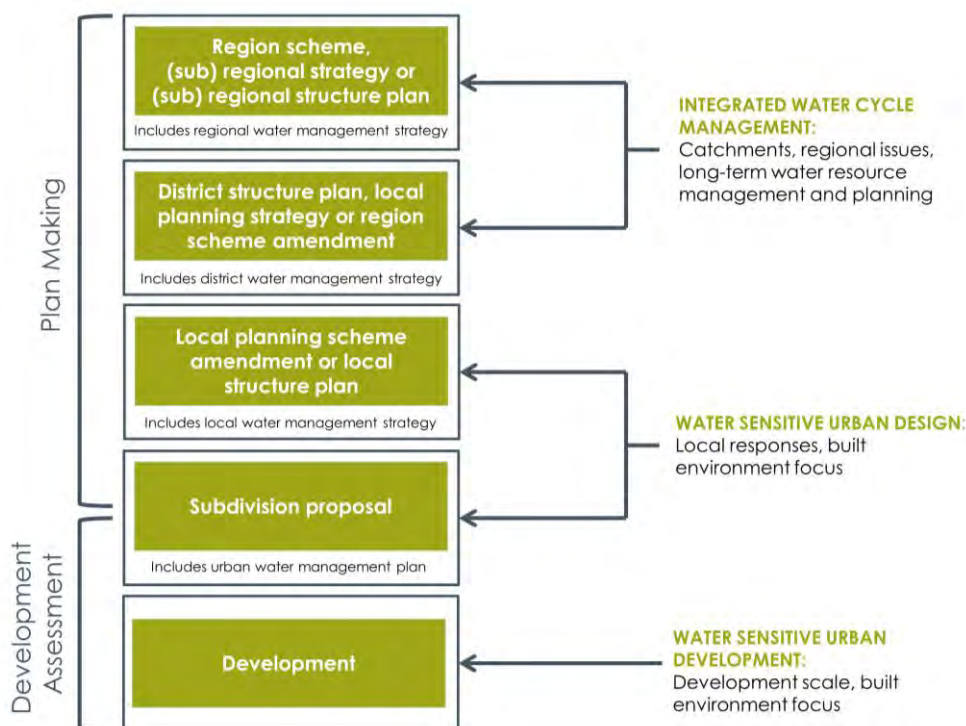 Plan Making
Region scheme,
(sub) regional strategy or
(sub) regional structure plan
Includes regional water management strategy
District structure plan, local
planning strategy or region
scheme amendment
Includes district water management strategy
INTEGRATED WATER CYCLE
MANAGEMENT:
Catchments, regional issues,
long-term water resource
management and planning
Local planning scheme
amendment or local
structure plan
Includes local water management strategy
Subdivision proposal
Includes urban water management plan
WATER SENSITIVE URBAN DESIGN:
Local responses, built
environment focus
Development
Assessment
Development
WATER SENSITIVE URBAN
DEVELOPMENT:
Development scale, built
environment focus